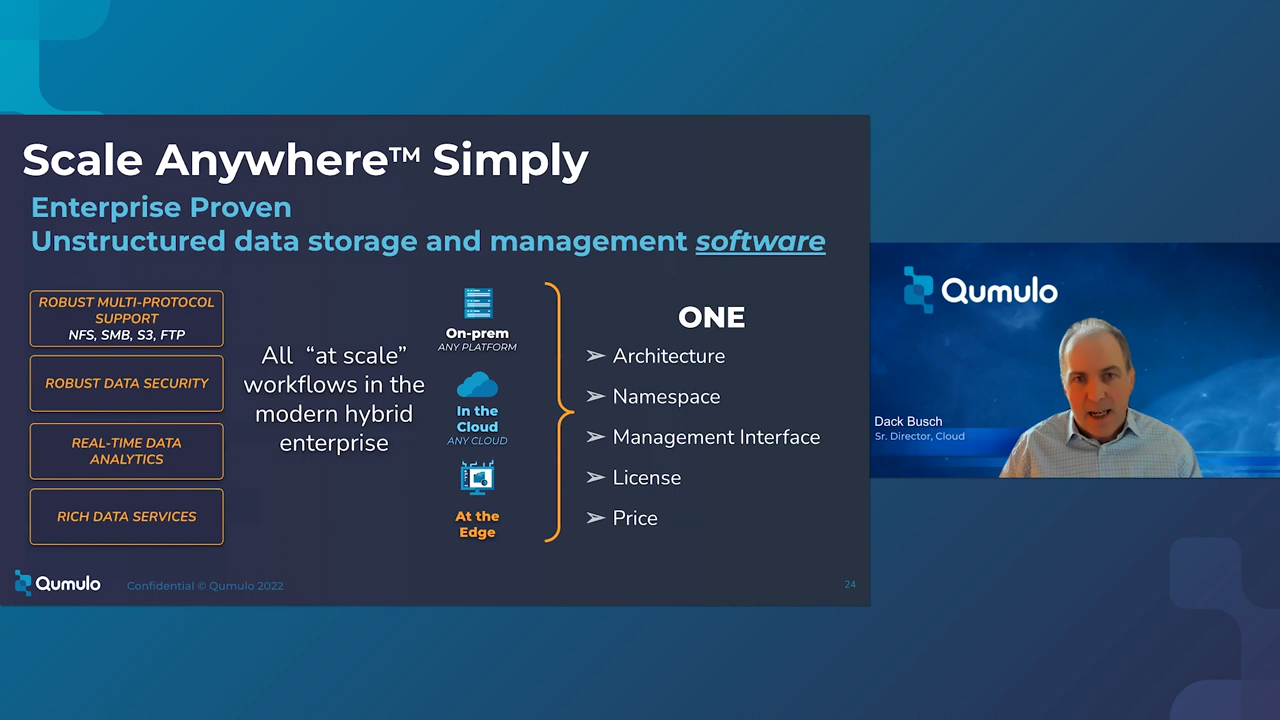 Scale Anywhere™ Simply
Enterprise Proven
Unstructured data storage and management software
ROBUST MULTI-PROTOCOL
SUPPORT
NFS, SMB, S3, FTP
ROBUST DATA SECURITY
REAL-TIME DATA
ANALYTICS
RICH DATA SERVICES
All “at scale”
workflows in the
modern hybrid
enterprise
On-prem
ANY PLATFORM
In the
Cloud
ANY CLOUD
At the
Edge
ONE
➢ Architecture
➢ Namespace
➢ Management Interface
➢ License
➢ Price
Qumulo
Confidential © Qumulo 2022
24
Qumulo
Dack Busch
Sr. Director, Cloud